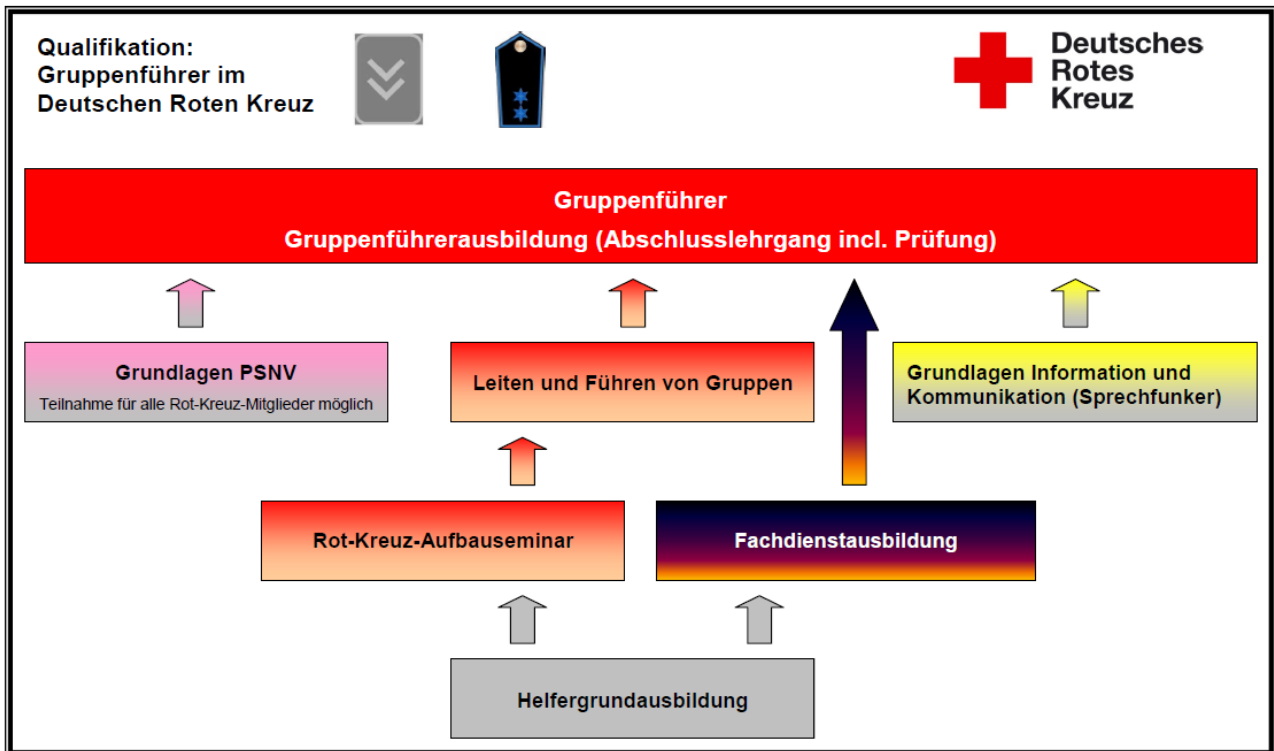 Qualifikation:
Gruppenführer im
Deutschen Roten Kreuz
Deutsches
Rotes
Kreuz
Gruppenführer
Gruppenführerausbildung (Abschlusslehrgang incl. Prüfung)
Grundlagen PSNV
Teilnahme für alle Rot-Kreuz-Mitglieder möglich
Leiten und Führen von Gruppen
Grundlagen Information und
Kommunikation (Sprechfunker)
Rot-Kreuz-Aufbauseminar
Fachdienstausbildung
Helfergrundausbildung